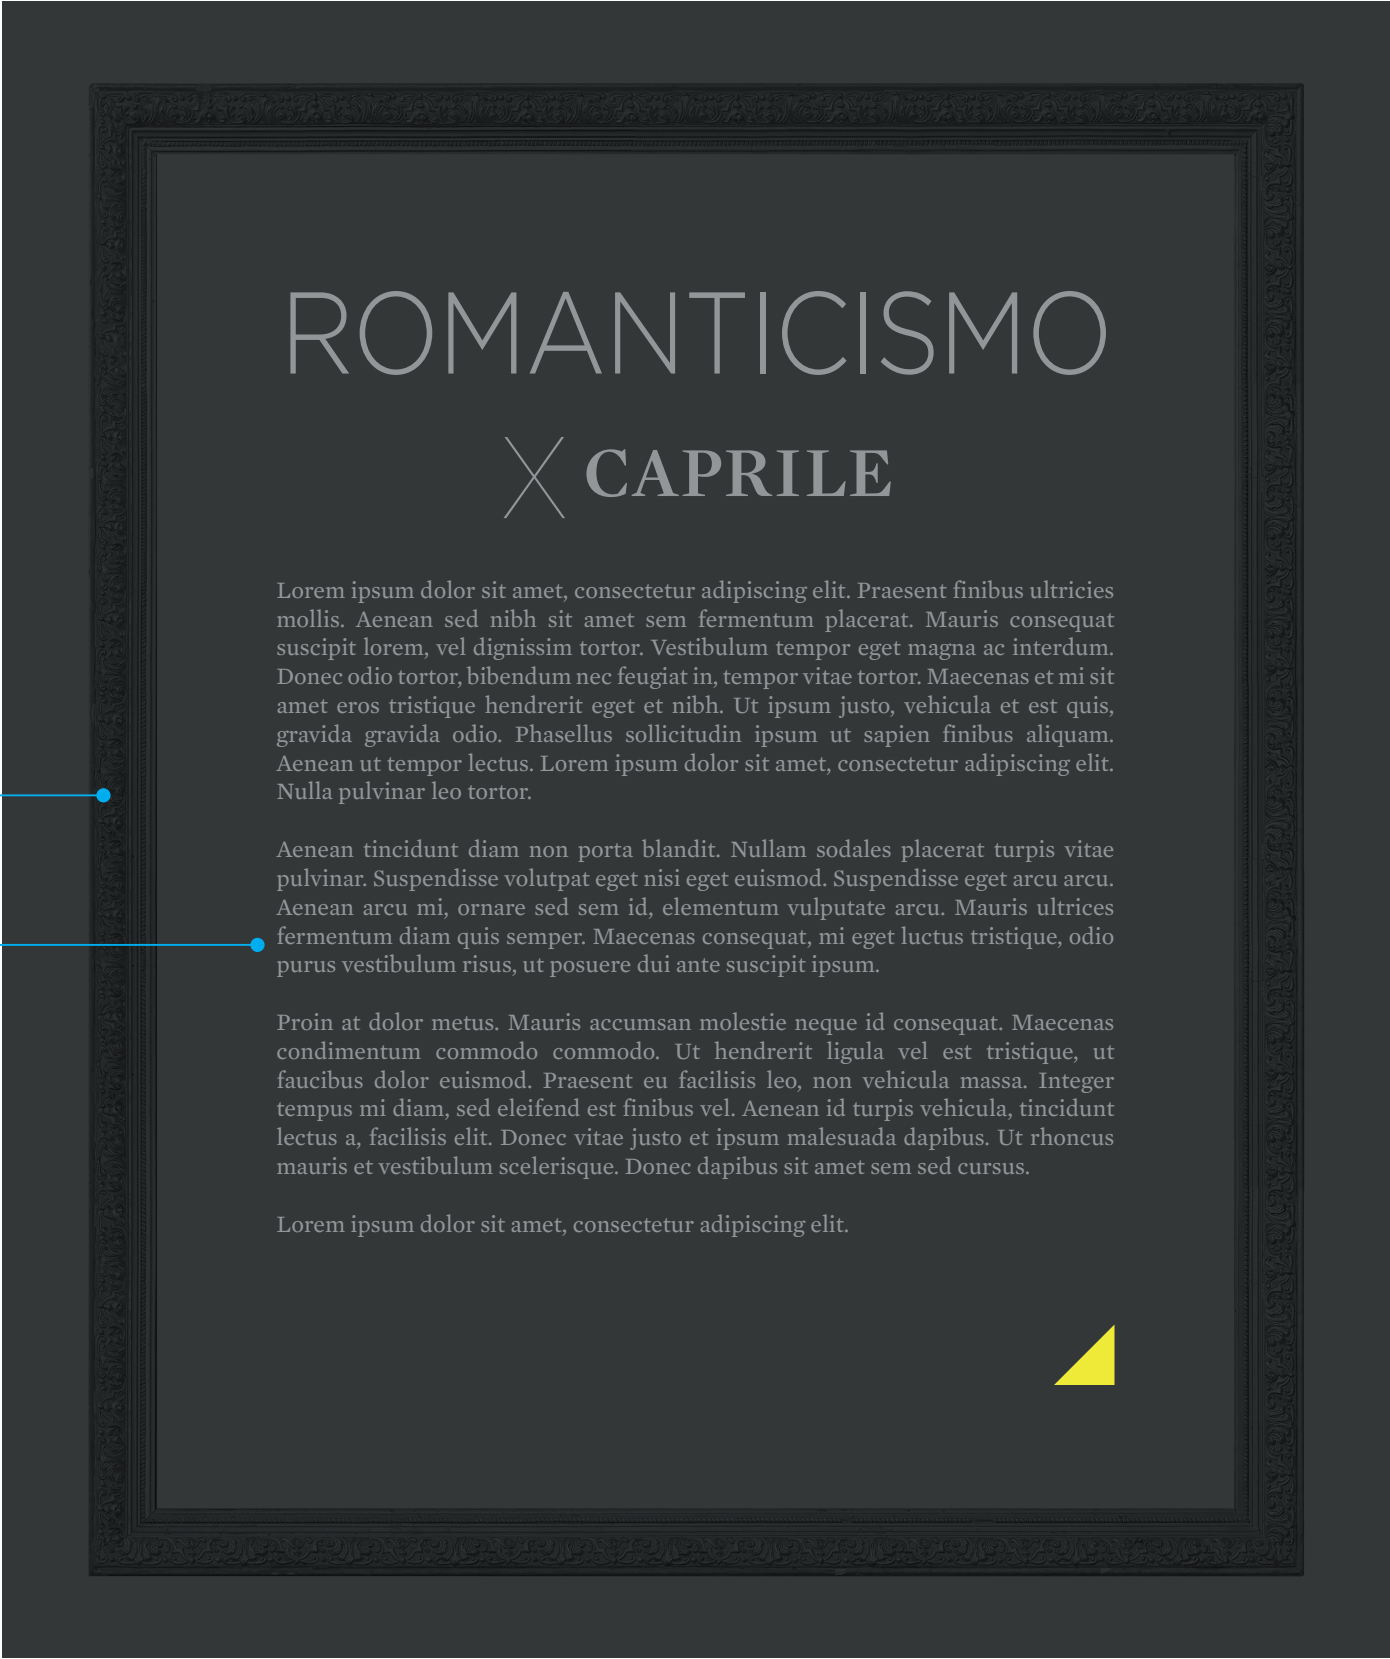 ROMANTICISMO
X CAPRILE
Lorem ipsum dolor sit amet, consectetur adipiscing elit. Praesent finibus ultricies
mollis. Aenean sed nibh sit amet sem fermentum placerat. Mauris consequat
suscipit lorem, vel dignissim tortor. Vestibulum tempor eget magna ac interdum.
Donec odio tortor, bibendum nec feugiat in, tempor vitae tortor. Maecenas et mi sit
amet eros tristique hendrerit eget et nibh. Ut ipsum justo, vehicula et est quis,
gravida gravida odio. Phasellus sollicitudin ipsum ut sapien finibus aliquam.
Aenean ut tempor lectus. Lorem ipsum dolor sit amet, consectetur adipiscing elit.
Nulla pulvinar leo tortor.
Aenean tincidunt diam non porta blandit. Nullam sodales placerat turpis vitae
pulvinar. Suspendisse volutpat eget nisi eget euismod. Suspendisse eget arcu arcu.
Aenean arcu mi, ornare sed sem id, elementum vulputate arcu. Mauris ultrices
fermentum diam quis semper. Maecenas consequat, mi eget luctus tristique, odio
purus vestibulum risus, ut posuere dui ante suscipit ipsum.
Proin at dolor metus. Mauris accumsan molestie neque id consequat. Maecenas
condimentum commodo commodo. Ut hendrerit ligula vel est tristique, ut
faucibus dolor euismod. Praesent eu facilisis leo, non vehicula massa. Integer
tempus mi diam, sed eleifend est finibus vel. Aenean id turpis vehicula, tincidunt
lectus a, facilisis elit. Donec vitae justo et ipsum malesuada dapibus. Ut rhoncus
mauris et vestibulum scelerisque. Donec dapibus sit amet sem sed cursus.
Lorem ipsum dolor sit amet, consectetur adipiscing elit.